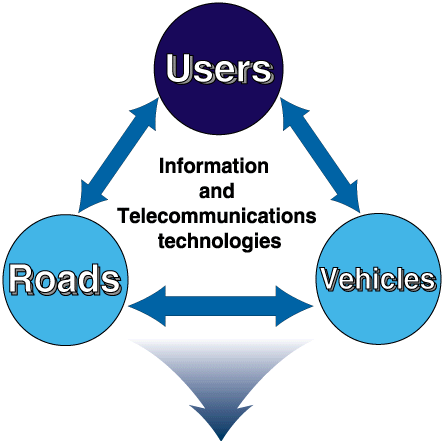 Users
Information
and
Telecommunications
technologies
Roads
Vehicles